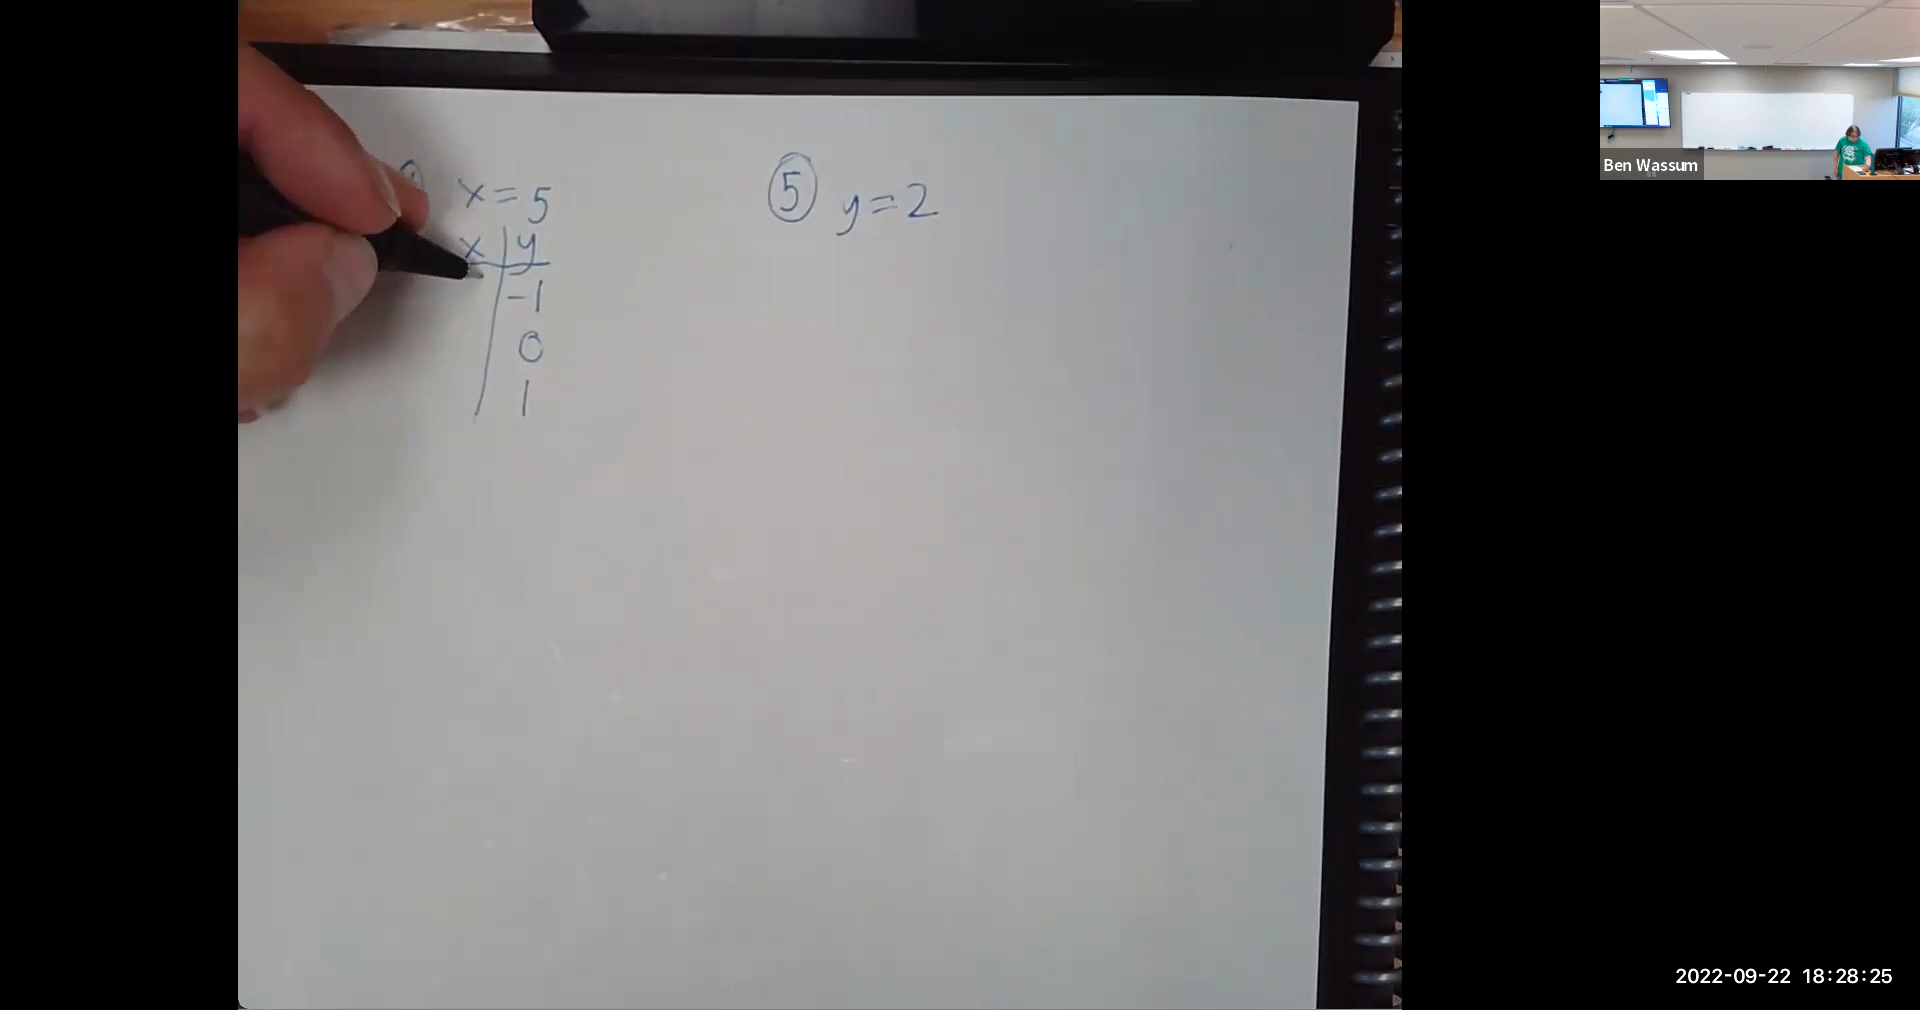 x = 5
x | y
-1
0
1
5 y = 2
Ben Wassum
2022-09-22 18:28:25